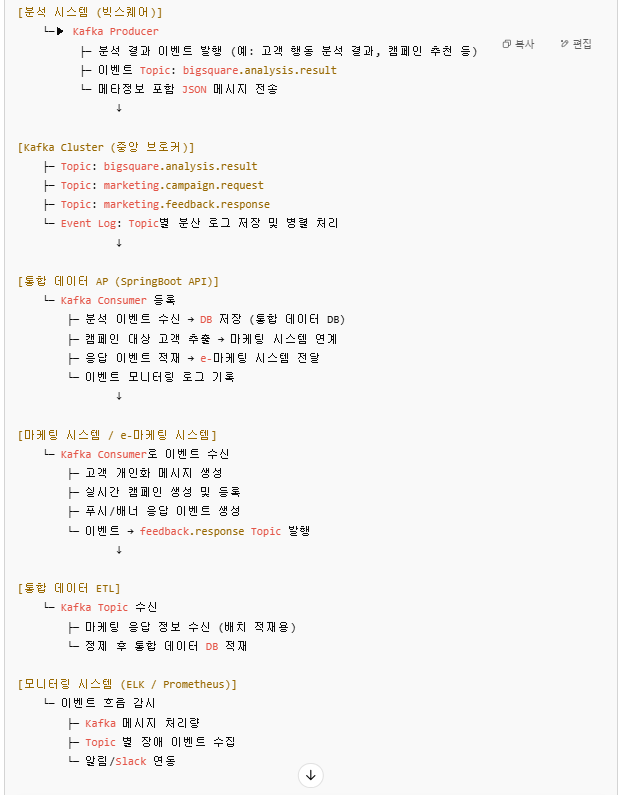 [분석 시스템 (빅스퀘어)]
└─▶ Kafka Producer
├─ 분석 결과 이벤트 발행 (예: 고객 행동 분석 결과, 캠페인 추천 등)
복사 편집
├─ 이벤트 Topic: bigsquare.analysis.result
└─ 메타정보 포함 JSON 메시지 전송
↓
[Kafka Cluster (중앙 브로커)]
├─ Topic: bigsquare.analysis.result
├─ Topic: marketing.campaign.request
├─ Topic: marketing.feedback.response
└─ Event Log: Topic별 분산 로그 저장 및 병렬 처리
↓
[통합 데이터 AP (SpringBoot API)]
└─ Kafka Consumer 등록
├─ 분석 이벤트 수신 → DB 저장 (통합 데이터 DB)
├─ 캠페인 대상 고객 추출 → 마케팅 시스템 연계
├─ 응답 이벤트 적재 → e-마케팅 시스템 전달
└─ 이벤트 모니터링 로그 기록
↓
[마케팅 시스템 / e-마케팅 시스템]
└─ Kafka Consumer로 이벤트 수신
├─ 고객 개인화 메시지 생성
├─ 실시간 캠페인 생성 및 등록
├─ 푸시/배너 응답 이벤트 생성
└─ 이벤트 → feedback.response Topic 발행
↓
[통합 데이터 ETL]
└─ Kafka Topic 수신
├─ 마케팅 응답 정보 수신 (배치 적재용)
└─ 정제 후 통합 데이터 DB 적재
[모니터링 시스템 (ELK / Prometheus)]
└─ 이벤트 흐름 감시
├─ Kafka 메시지 처리량
├─ Topic 별 장애 이벤트 수집
└─ 알림/Slack 연동